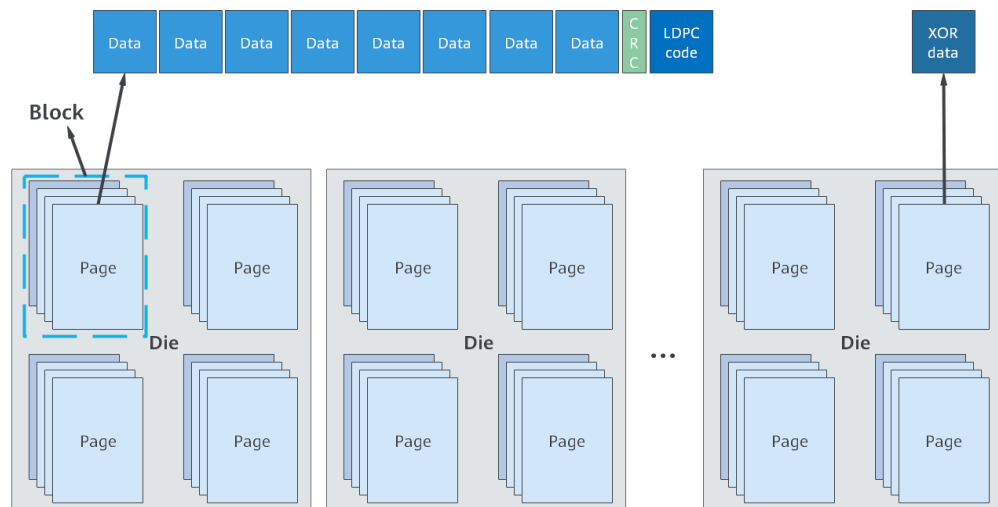 Data Data Data Data Data Data Data Data
C
R
C
LDPC
code
XOR
data
Block
Page Page Page Page Page Page
Die Die ... Die
Page Page Page Page Page Page